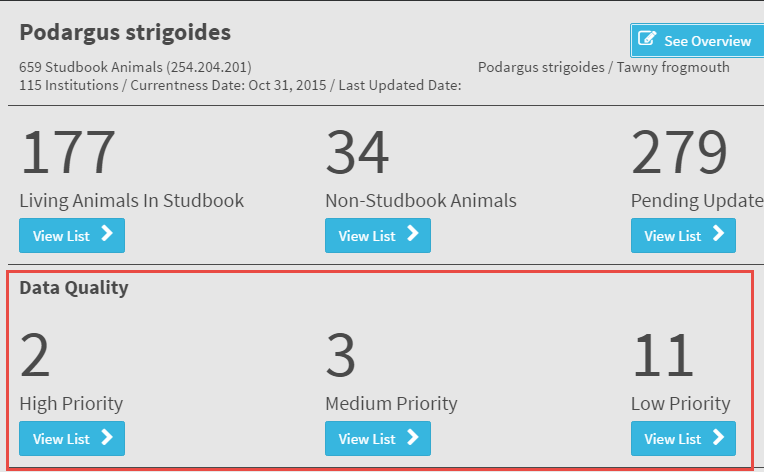 Podargus strigoides
See Overview
659 Studbook Animals (254.204.201)
Podargus strigoides / Tawny frogmouth
115 Institutions / Currentness Date: Oct 31, 2015 / Last Updated Date:
177 34 279
Living Animals In Studbook Non-Studbook Animals Pending Update
View List View List View List
Data Quality
2 3 11
High Priority Medium Priority Low Priority
View List View List View List